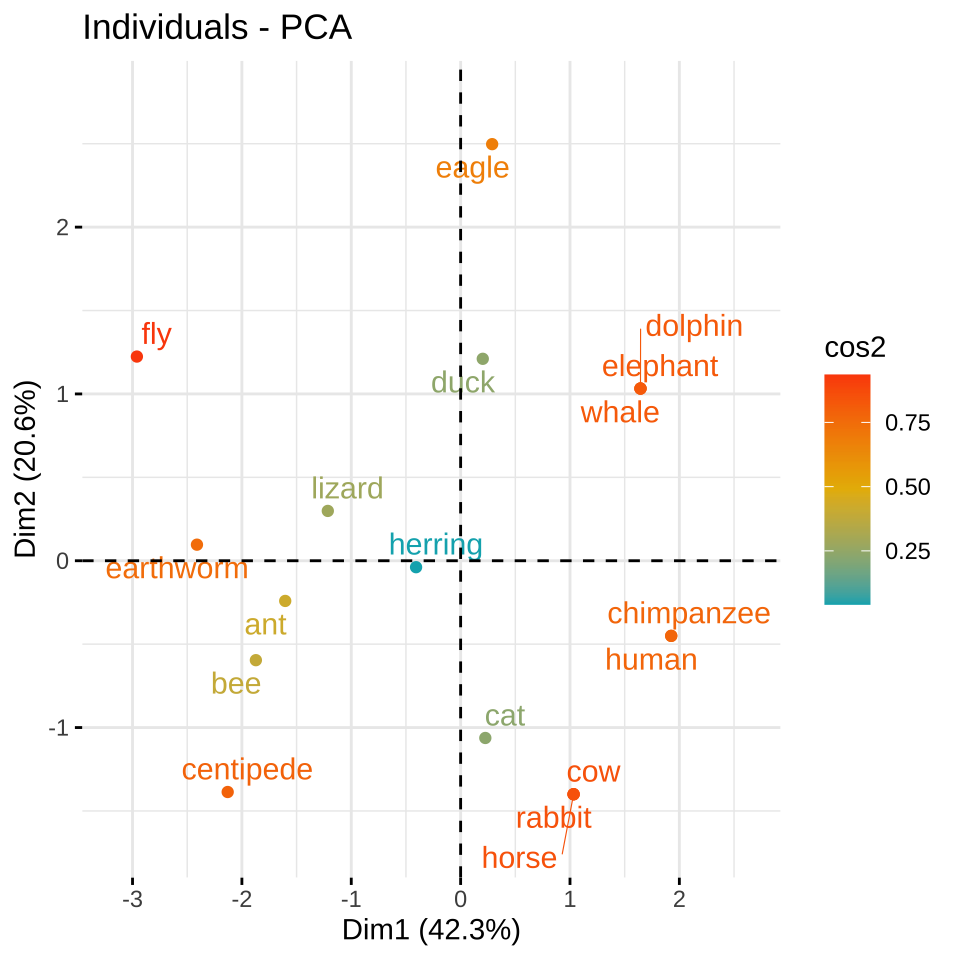 Individuals - PCA
eagle
2
fly
dolphin
elephant
duck
whale
1
cos2
0.75
0.50
0.25
lizard
herring
0
earthworm
ant
chimpanzee
human
bee
cat
-1
centipede
cow
rabbit
horse
-3
-2
-1
0
1
2
Dim1 (42.3%)
Dim2 (20.6%)